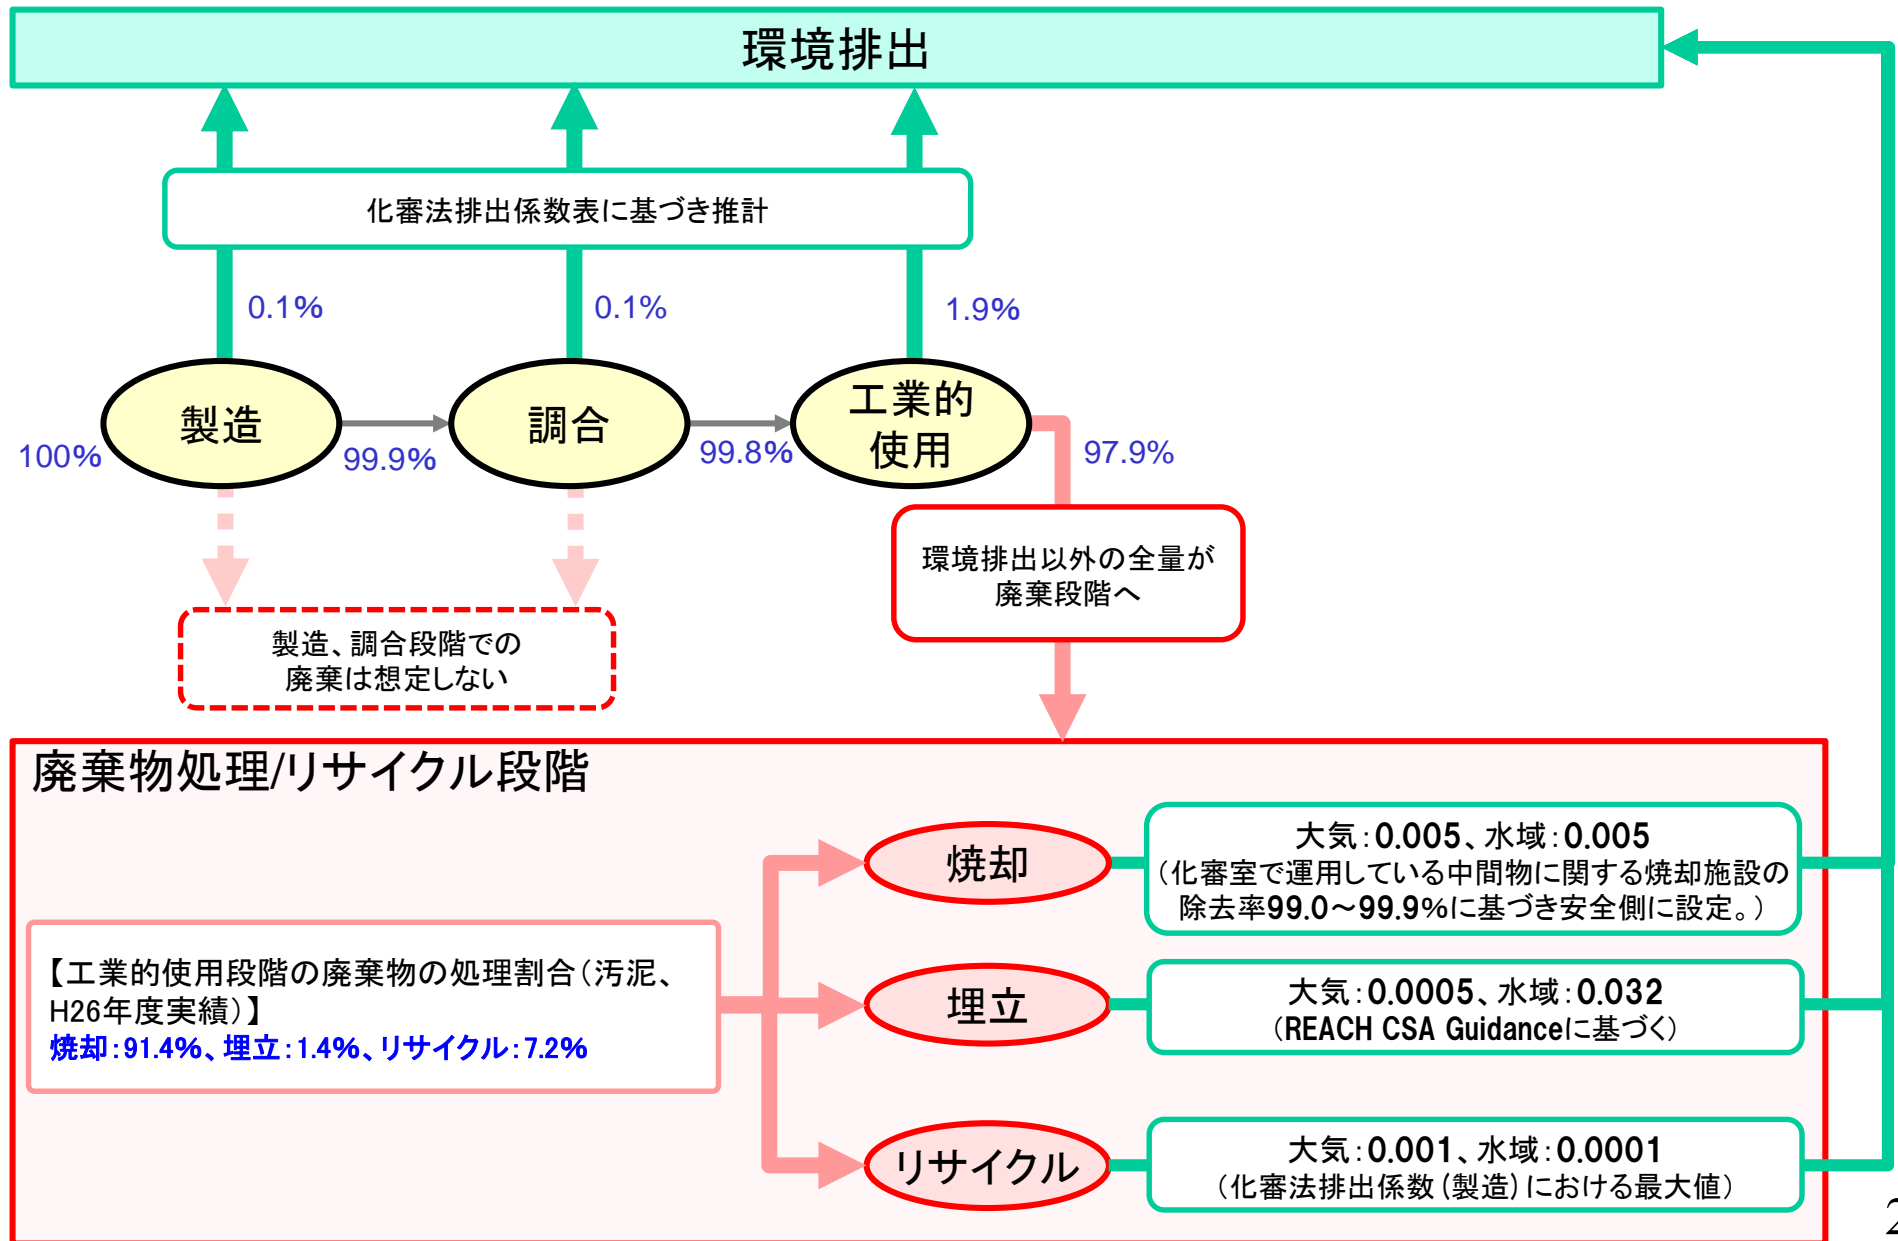 環境排出
化審法排出係数表に基づき推計
0.1%
0.1%
1.9%
製造
調合
工業的
使用
100%
99.9%
99.8%
97.9%
環境排出以外の全量が
廃棄段階へ
製造、調合段階での
廃棄は想定しない
廃棄物処理/リサイクル段階
【工業的使用段階の廃棄物の処理割合(汚泥、
H26年度実績)】
焼却:91.4%、埋立:1.4%、リサイクル:7.2%
焼却
大気:0.005、水域:0.005
(化審室で運用している中間物に関する焼却施設の
除去率99.0~99.9%に基づき安全側に設定。)
埋立
大気:0.0005、水域:0.032
(REACH CSA Guidanceに基づく)
リサイクル
大気:0.001、水域:0.0001
(化審法排出係数(製造)における最大値)